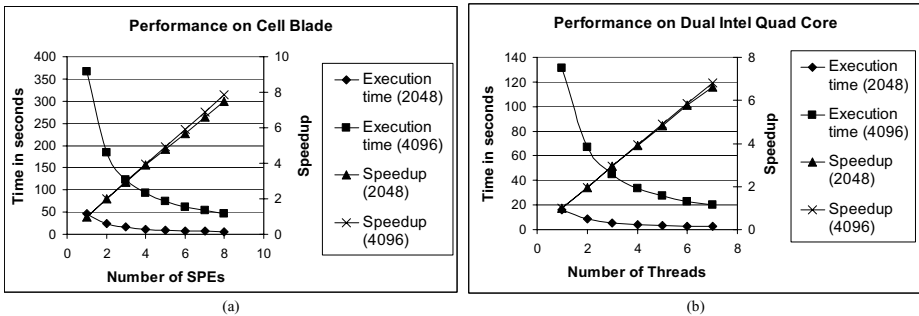 Performance on Cell Blade
400
350
300
250
200
150
100
50
0
10
8
6
4
2
0
0 2 4 6 8 10
Time in seconds
Speedup
Number of SPEs
Execution
time (2048)
Execution
time (4096)
Speedup
(2048)
Speedup
(4096)
(a)
Performance on Dual Intel Quad Core
140
120
100
80
60
40
20
0
8
6
4
2
0
0 2 4 6 8
Time in seconds
Speedup
Number of Threads
Execution
time (2048)
Execution
time (4096)
Speedup
(2048)
Speedup
(4096)
(b)